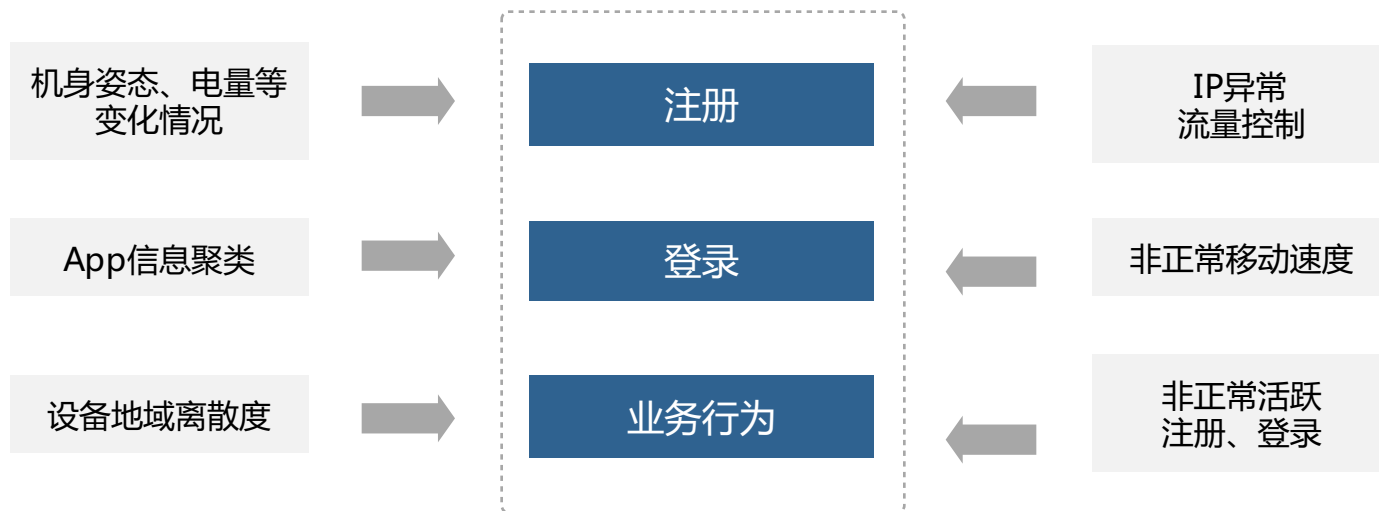 机身姿态、电量等
变化情况
注册
IP异常
流量控制
App信息聚类
登录
非正常移动速度
设备地域离散度
业务行为
非正常活跃
注册、登录